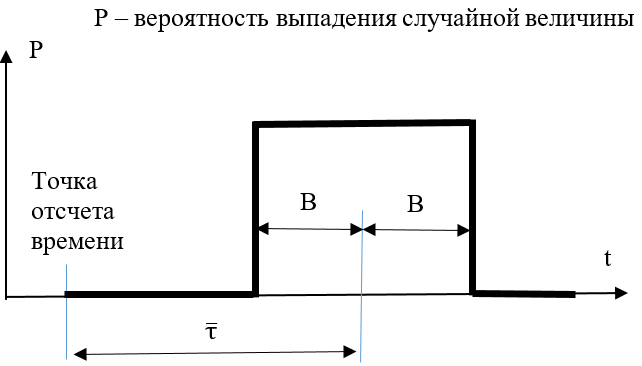 P – вероятность выпадения случайной величины
P
Точка
отсчета
времени
B
B
t
τ̅